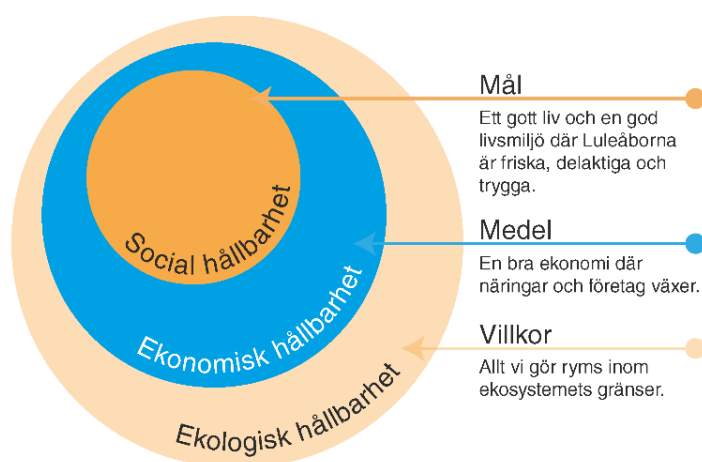 Social hållbarhet
Ekonomisk hållbarhet
Ekologisk hållbarhet
Mål
Ett gott liv och en god
livsmiljö där Luleåborna
är friska, delaktiga och
trygga.
Medel
En bra ekonomi där
näringar och företag växer.
Villkor
Allt vi gör ryms inom
ekosystemets gränser.